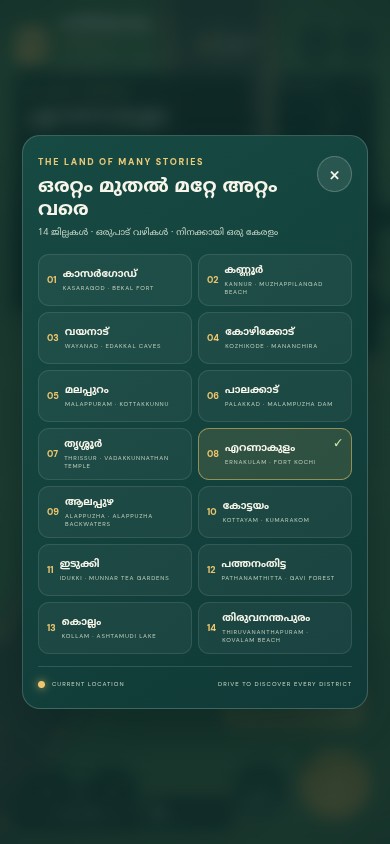 THE LAND OF MANY STORIES
×
ഒരറ്റം മുതൽ മറ്റേ അറ്റം
വരെ
14 ജില്ലകൾ · ഒരുപാട് വഴികൾ · നിനക്കായി ഒരു കേരളം
01 കാസർഗോഡ്
KASARAGOD · BEKAL FORT
02 കണ്ണൂർ
KANNUR · MUZHAPPILANGAD
BEACH
03 വയനാട്
WAYANAD · EDAKKAL CAVES
04 കോഴിക്കോട്
KOZHIKODE · MANANCHIRA
05 മലപ്പുറം
MALAPPURAM · KOTTAKKUNNU
06 പാലക്കാട്
PALAKKAD · MALAMPUZHA DAM
07 തൃശ്ശൂർ
THRISSUR · VADAKKUNNATHAN
TEMPLE
08 എറണാകുളം ✓
ERNAKULAM · FORT KOCHI
09 ആലപ്പുഴ
ALAPPUZHA · ALAPPUZHA
BACKWATERS
10 കോട്ടയം
KOTTAYAM · KUMARAKOM
11 ഇടുക്കി
IDUKKI · MUNNAR TEA GARDENS
12 പത്തനംതിട്ട
PATHANAMTHITTA · GAVI FOREST
13 കൊല്ലം
KOLLAM · ASHTAMUDI LAKE
14 തിരുവനന്തപുരം
THIRUVANANTHAPURAM ·
KOVALAM BEACH
CURRENT LOCATION
DRIVE TO DISCOVER EVERY DISTRICT